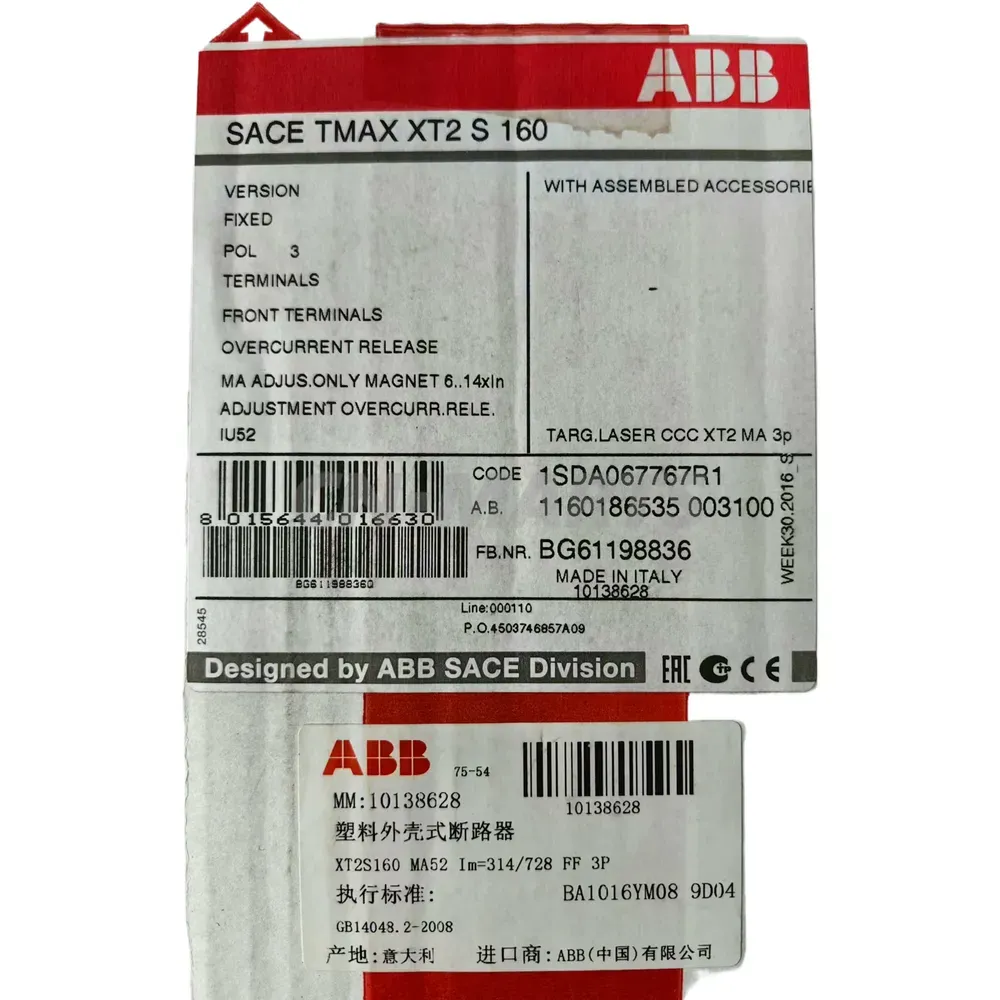 ABB
SACE TMAX XT2 S 160
VERSION
FIXED
POL 3
TERMINALS
FRONT TERMINALS
OVERCURRENT RELEASE
MA ADJUS.ONLY MAGNET 6..14xIn
ADJUSTMENT OVERCURR.RELE.
IU52
WITH ASSEMBLED ACCESSORIE
-
TARG.LASER CCC XT2 MA 3p
8 015644 016630
BG61198836Q
CODE 1SDA067767R1
A.B. 1160186535 003100
FB.NR. BG61198836
MADE IN ITALY
10138628
WEEK30.2016_S
Line:000110
P.O.4503746857A09
28545
Designed by ABB SACE Division
EAC CE
ABB 75-54
MM:10138628
10138628
塑料外壳式断路器
XT2S160 MA52 Im=314/728 FF 3P
执行标准: BA1016YM08 9D04
GB14048.2-2008
产地:意大利 进口商:ABB(中国)有限公司